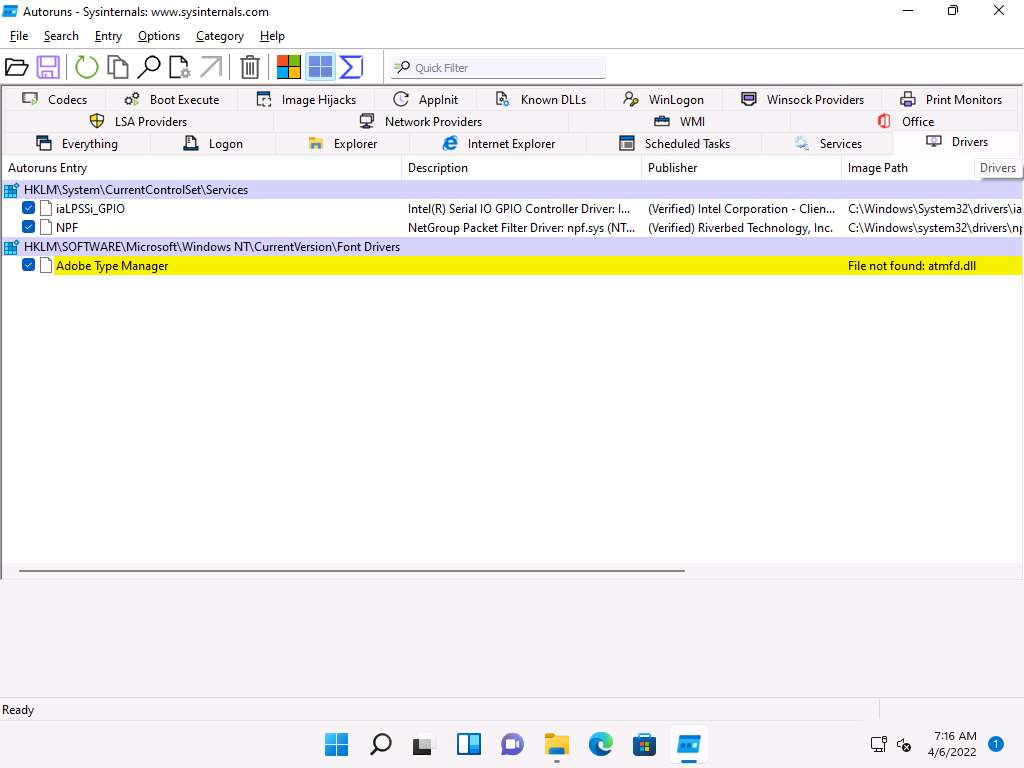 Autoruns - Sysinternals: www.sysinternals.com
File Search Entry Options Category Help
Quick Filter
Codecs Boot Execute Image Hijacks AppInit Known DLLs WinLogon Winsock Providers Print Monitors
LSA Providers Network Providers WMI Office
Everything Logon Explorer Internet Explorer Scheduled Tasks Services Drivers
Autoruns Entry Description Publisher Image Path Drivers
HKLM\System\CurrentControlSet\Services
iaLPSSi_GPIO Intel(R) Serial IO GPIO Controller Driver: I... (Verified) Intel Corporation - Clien... C:\Windows\System32\drivers\ia
NPF NetGroup Packet Filter Driver: npf.sys (NT... (Verified) Riverbed Technology, Inc. C:\Windows\system32\drivers\np
HKLM\SOFTWARE\Microsoft\Windows NT\CurrentVersion\Font Drivers
Adobe Type Manager File not found: atmfd.dll
Ready
7:16 AM
4/6/2022
1